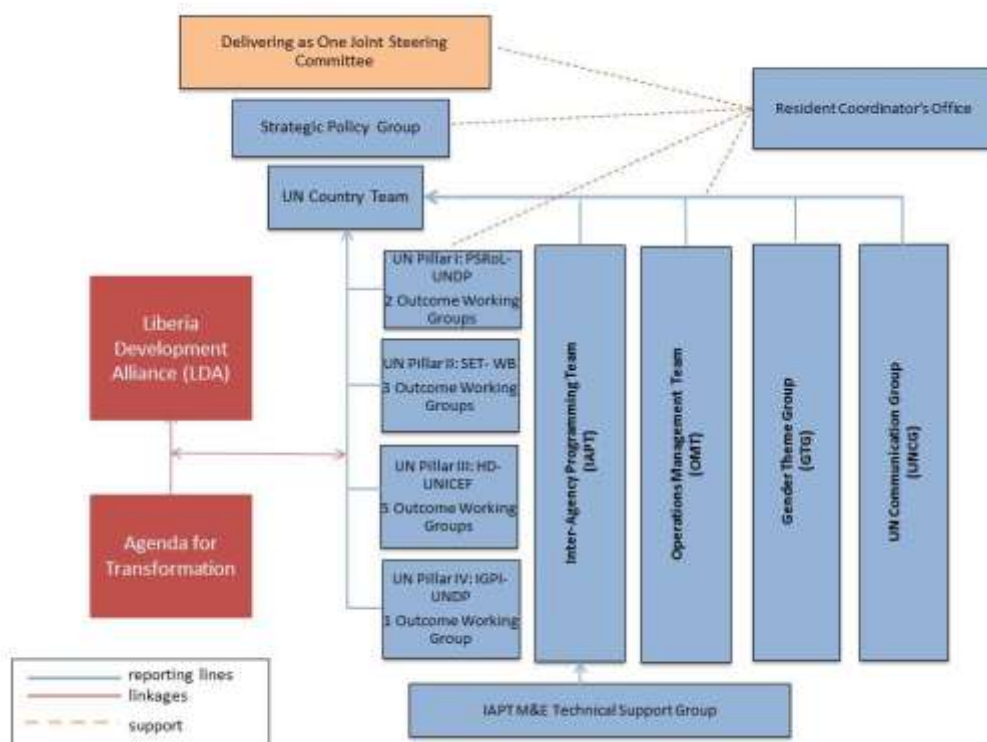 Delivering as One Joint Steering
Committee
Resident Coordinator's Office
Strategic Policy Group
UN Country Team
UN Pillar I: PSRoL-
UNDP
2 Outcome Working
Groups
UN Pillar II: SET- WB
3 Outcome Working
Groups
UN Pillar III: HD-
UNICEF
5 Outcome Working
Groups
UN Pillar IV: IGPI-
UNDP
1 Outcome Working
Group
Liberia
Development
Alliance (LDA)
Agenda for
Transformation
Inter-Agency Programming Team
(IAPT)
Operations Management Team
(OMT)
Gender Theme Group
(GTG)
UN Communication Group
(UNCG)
IAPT M&E Technical Support Group
reporting lines
linkages
support